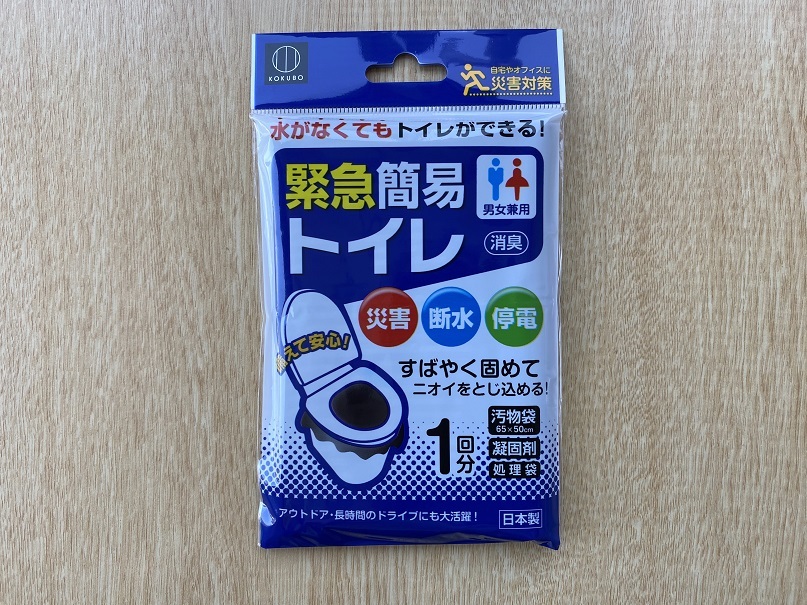 KOKUBO
自宅やオフィスに
災害対策
水がなくてもトイレができる!
緊急簡易
トイレ
男女兼用
消臭
災害
断水
停電
備えて安心!
すばやく固めて
ニオイをとじ込める!
1回分
汚物袋
65×50cm
凝固剤
処理袋
アウトドア・長時間のドライブにも大活躍!
日本製